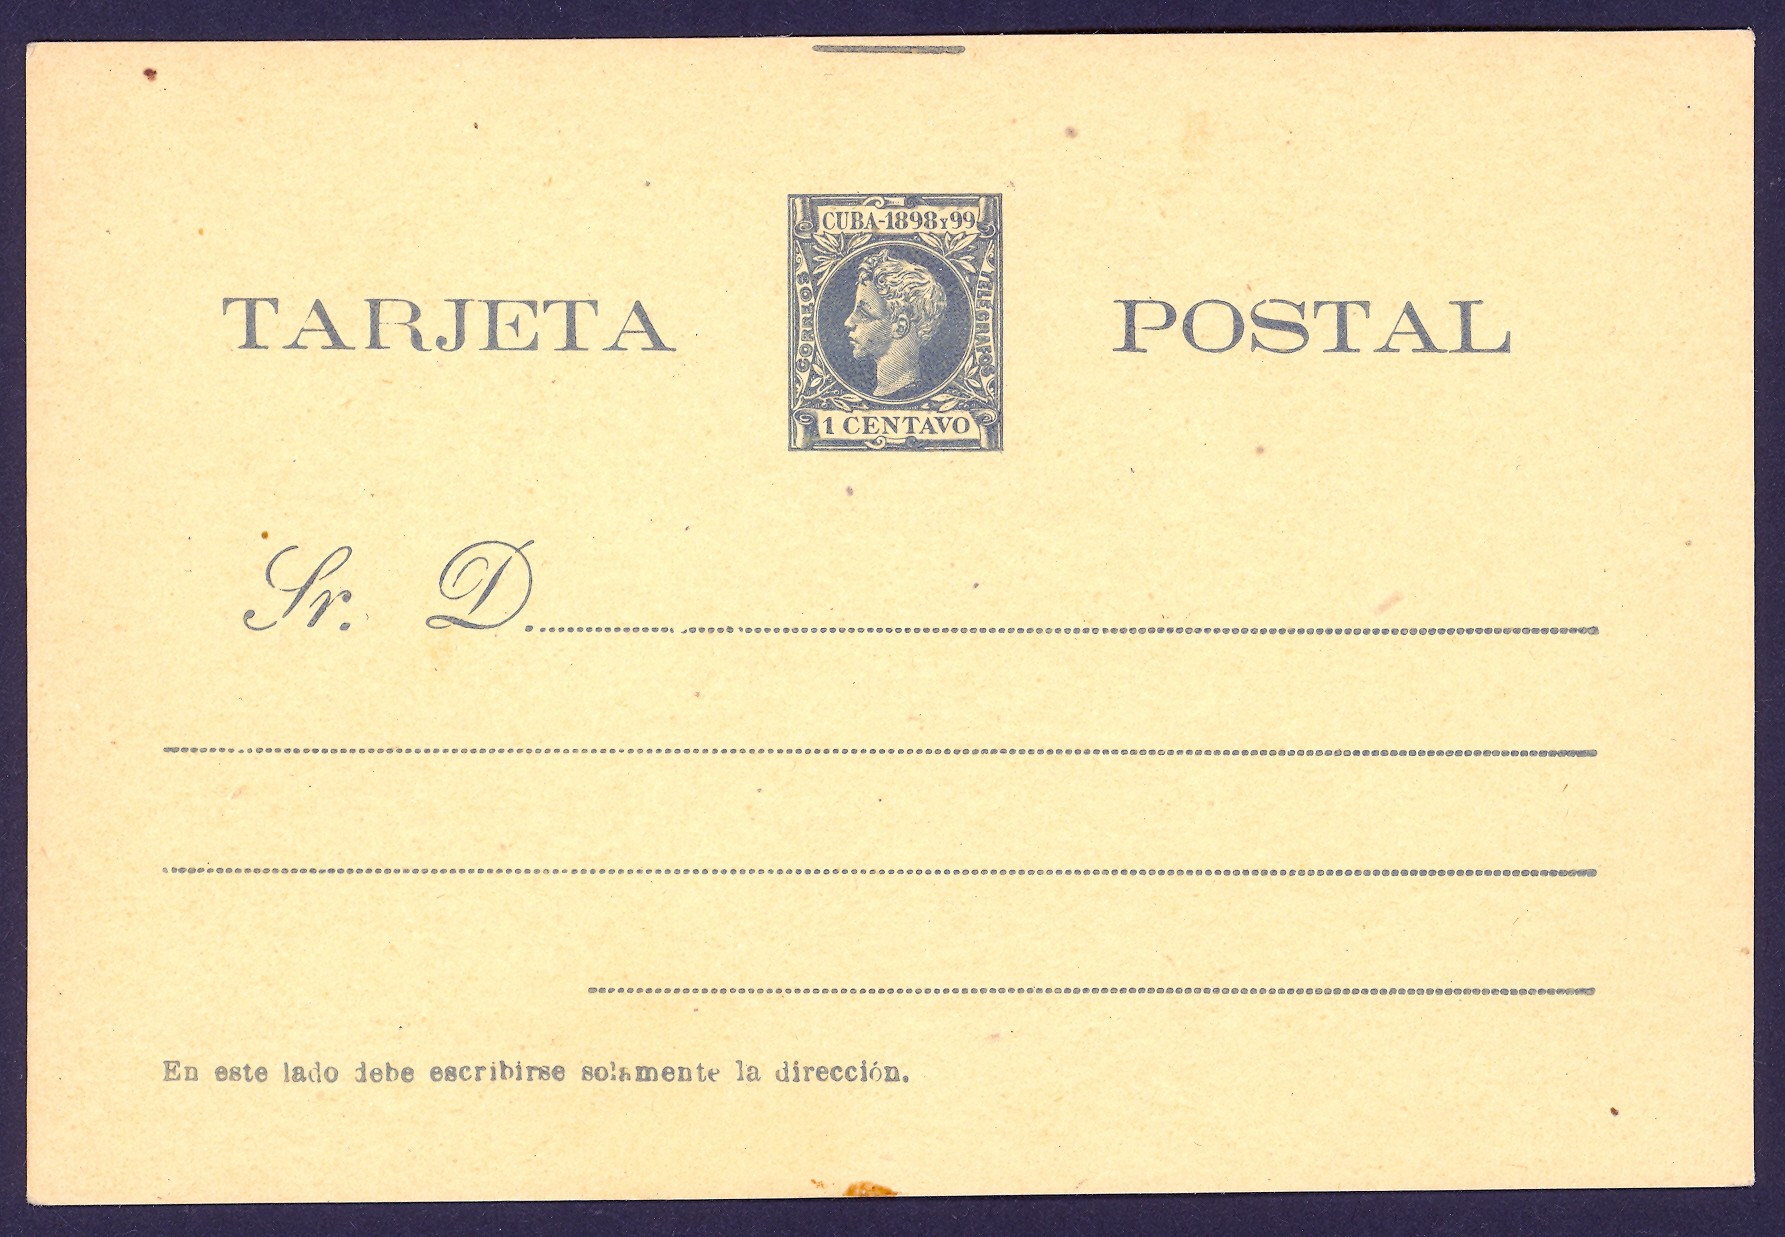 CUBA-1898 Y 99
CORREOS
TELEGRAFOS
TARJETA
POSTAL
1 CENTAVO
Sr. D.
En este lado debe escribirse solamente la dirección.